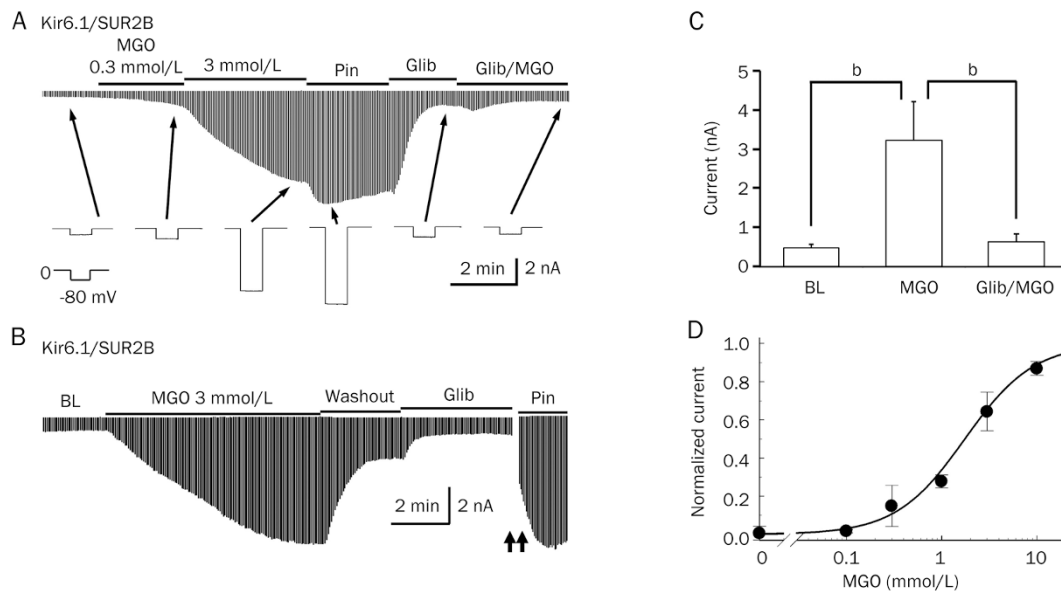 A
Kir6.1/SUR2B
MGO
0.3 mmol/L 3 mmol/L Pin Glib Glib/MGO
0
-80 mV
2 min 2 nA
B
Kir6.1/SUR2B
BL MGO 3 mmol/L Washout Glib Pin
2 min 2 nA
C
b b
Current (nA)
5
4
3
2
1
0
BL MGO Glib/MGO
D
Normalized current
1.0
0.8
0.6
0.4
0.2
0.0
0 0.1 1 10
MGO (mmol/L)